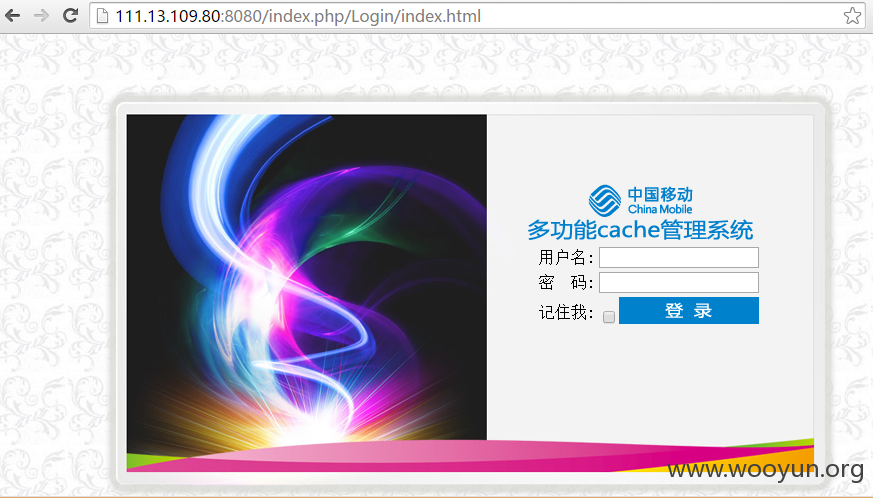 111.13.109.80:8080/index.php/Login/index.html
中国移动
China Mobile
多功能cache管理系统
用户名:
密 码:
记住我: 登 录
www.wooyun.org